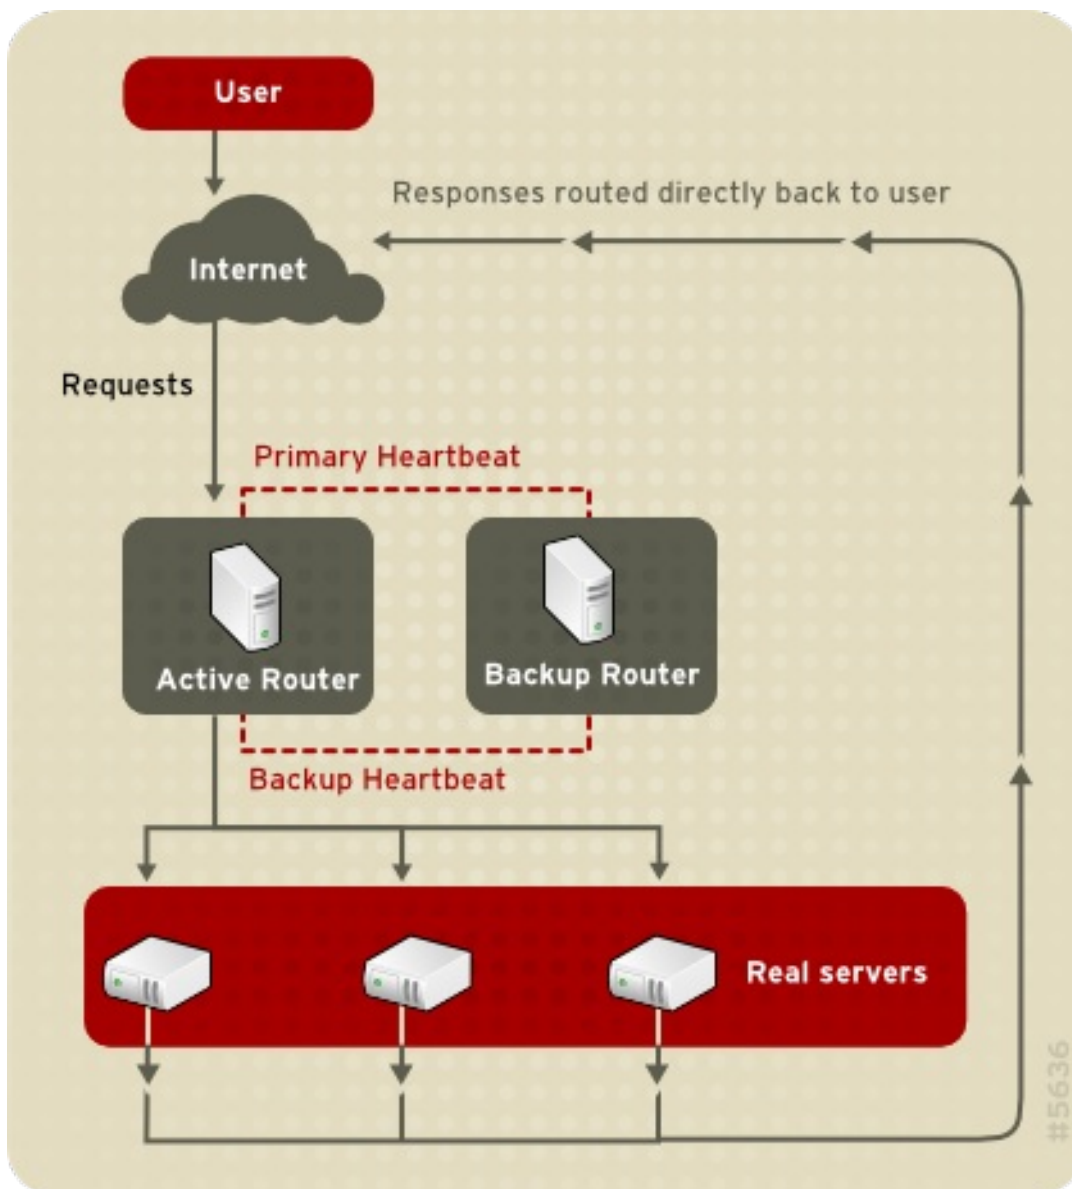 User
Responses routed directly back to user
Internet
Requests
Primary Heartbeat
Active Router
Backup Router
Backup Heartbeat
Real servers
#5636